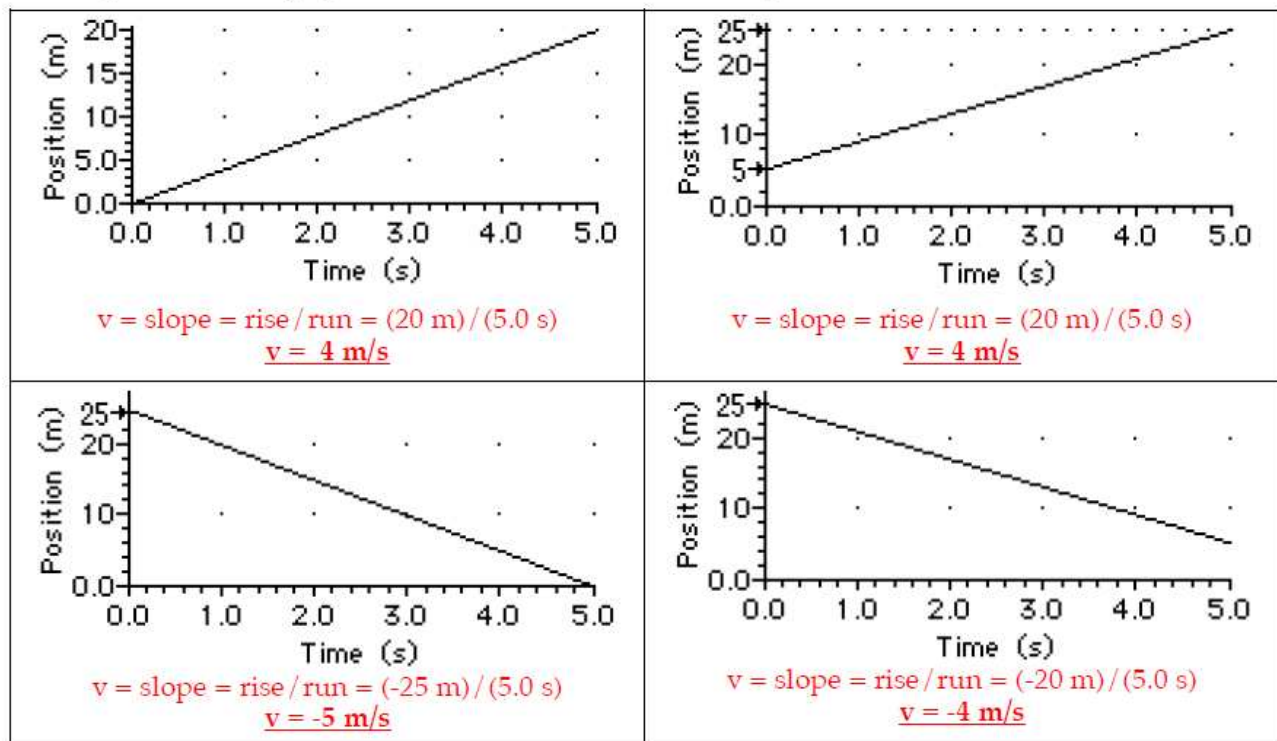 20
15
10
5.0
0.0
Position (m)
0.0 1.0 2.0 3.0 4.0 5.0
Time (s)
v = slope = rise/run = (20 m)/(5.0 s)
v = 4 m/s
25
20
10
5
0.0
Position (m)
0.0 1.0 2.0 3.0 4.0 5.0
Time (s)
v = slope = rise/run = (20 m)/(5.0 s)
v = 4 m/s
25
20
10
0.0
Position (m)
0.0 1.0 2.0 3.0 4.0 5.0
Time (s)
v = slope = rise/run = (-25 m)/(5.0 s)
v = -5 m/s
25
20
10
0.0
Position (m)
0.0 1.0 2.0 3.0 4.0 5.0
Time (s)
v = slope = rise/run = (-20 m)/(5.0 s)
v = -4 m/s